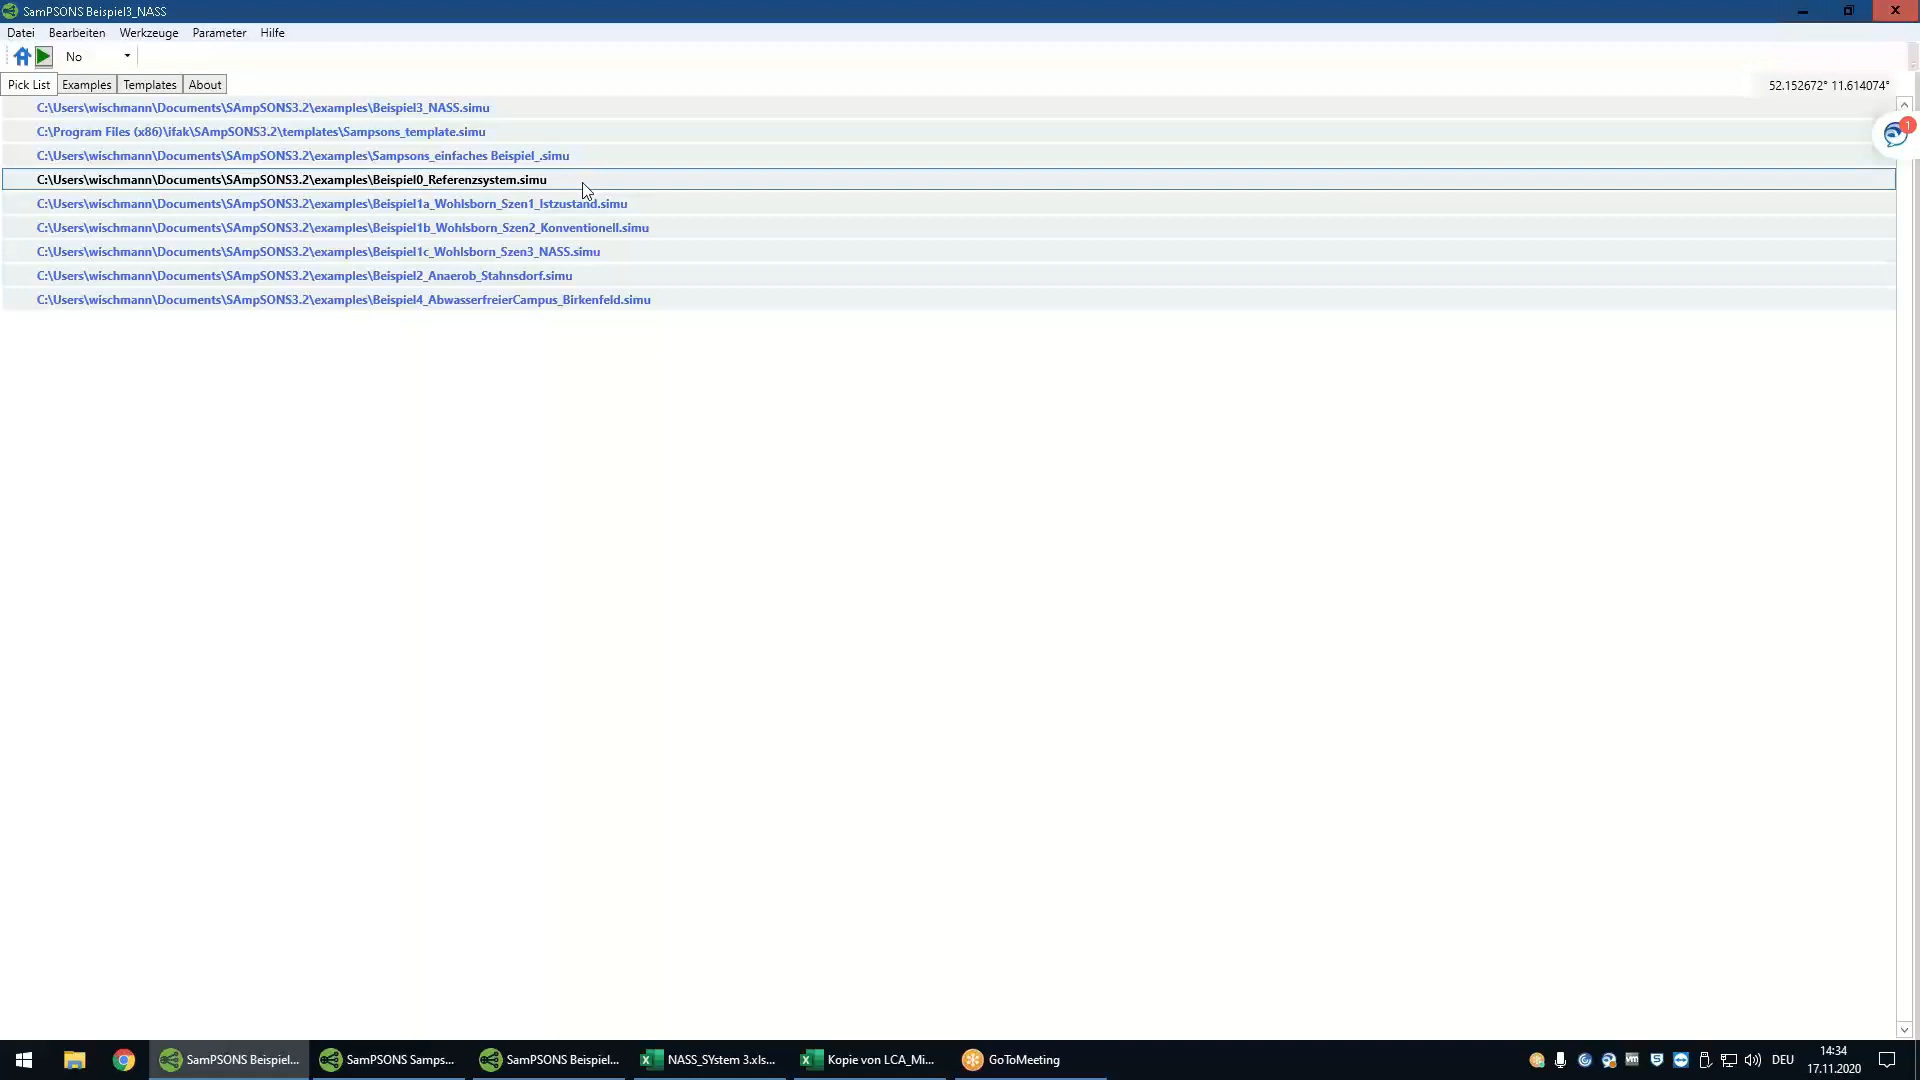 SamPSONS Beispiel3_NASS
Datei Bearbeiten Werkzeuge Parameter Hilfe
No
Pick List Examples Templates About
52.152672° 11.614074°
C:\Users\wischmann\Documents\SAmpSONS3.2\examples\Beispiel3_NASS.simu
1
C:\Program Files (x86)\ifak\SAmpSONS3.2\templates\Sampsons_template.simu
C:\Users\wischmann\Documents\SAmpSONS3.2\examples\Sampsons_einfaches Beispiel_.simu
C:\Users\wischmann\Documents\SAmpSONS3.2\examples\Beispiel0_Referenzsystem.simu
C:\Users\wischmann\Documents\SAmpSONS3.2\examples\Beispiel1a_Wohlsborn_Szen1_Istzustand.simu
C:\Users\wischmann\Documents\SAmpSONS3.2\examples\Beispiel1b_Wohlsborn_Szen2_Konventionell.simu
C:\Users\wischmann\Documents\SAmpSONS3.2\examples\Beispiel1c_Wohlsborn_Szen3_NASS.simu
C:\Users\wischmann\Documents\SAmpSONS3.2\examples\Beispiel2_Anaerob_Stahnsdorf.simu
C:\Users\wischmann\Documents\SAmpSONS3.2\examples\Beispiel4_AbwasserfreierCampus_Birkenfeld.simu
SamPSONS Beispiel... SamPSONS Samps... SamPSONS Beispiel... NASS_SYstem 3.xls... Kopie von LCA_Mi... GoToMeeting DEU
14:34
17.11.2020